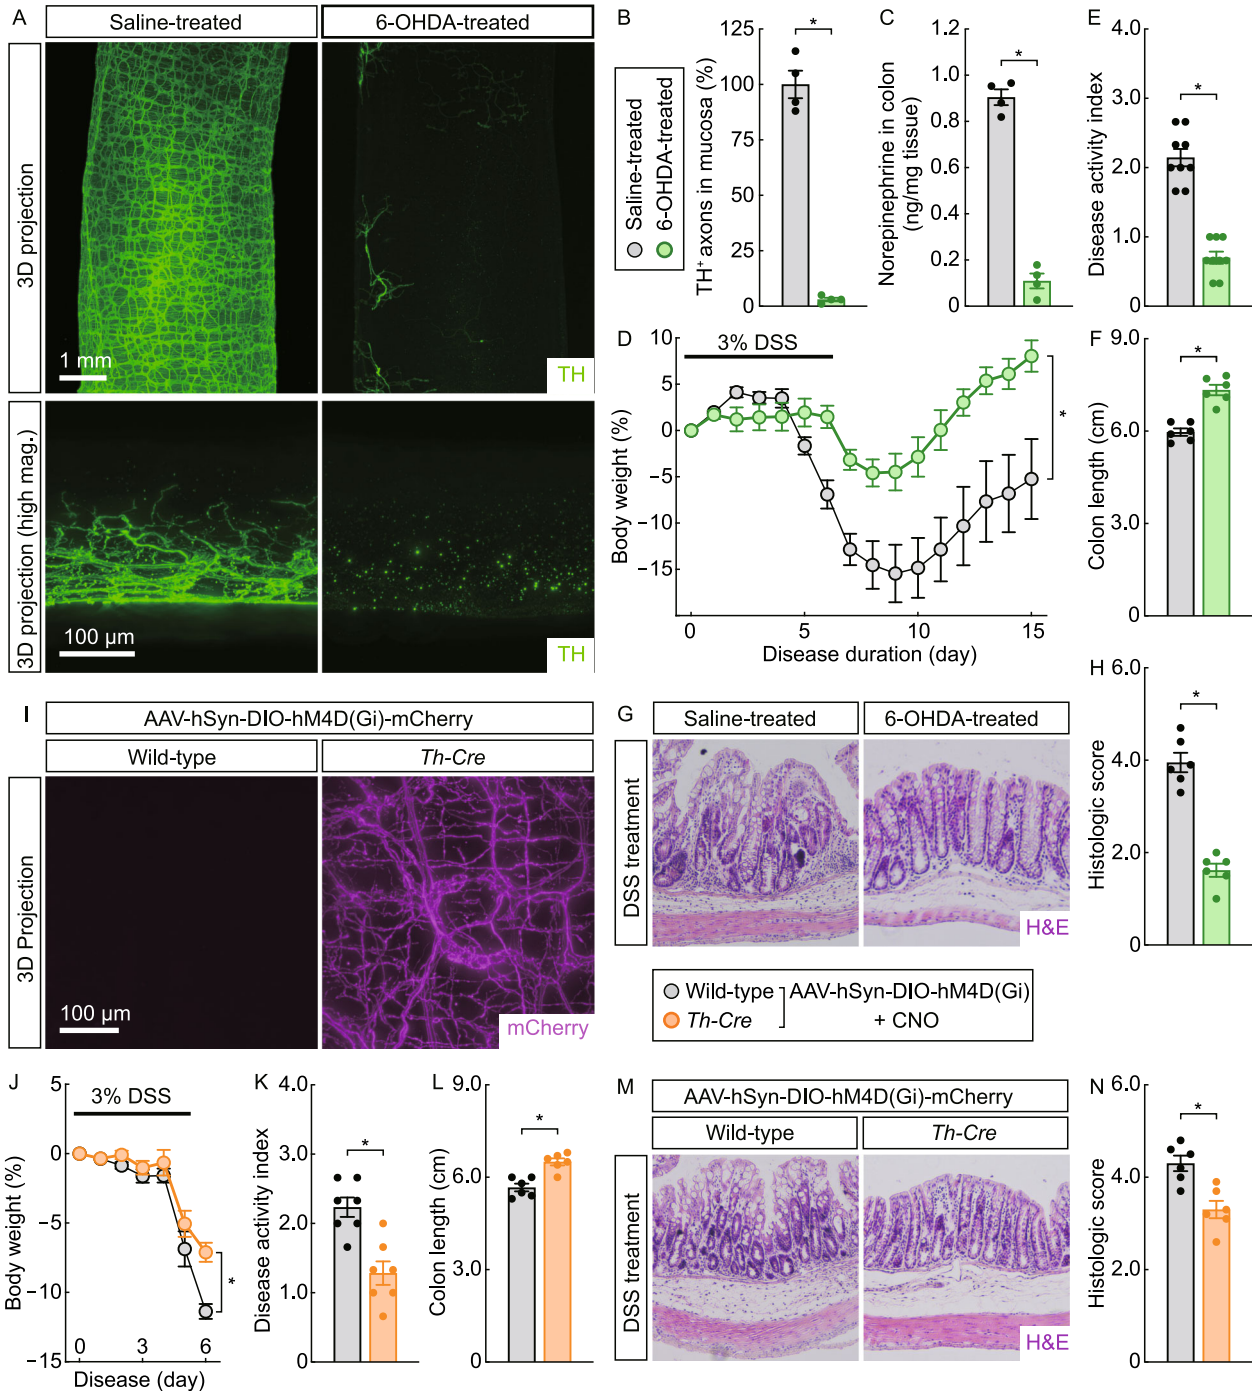 A
Saline-treated
6-OHDA-treated
3D projection
1 mm
TH
3D projection (high mag.)
100 μm
TH
B
Saline-treated
6-OHDA-treated
TH+ axons in mucosa (%)
125
100
75
50
25
0
*
C
Norepinephrine in colon
(ng/mg tissue)
1.2
0.9
0.6
0.4
0.2
0
*
E
Disease activity index
4.0
3.0
2.0
1.0
0
*
D
3% DSS
Body weight (%)
10
5
0
−5
−10
−15
*
0
5
10
15
Disease duration (day)
F
Colon length (cm)
9.0
6.0
3.0
0
*
I
AAV-hSyn-DIO-hM4D(Gi)-mCherry
Wild-type
Th-Cre
3D Projection
100 μm
mCherry
G
Saline-treated
6-OHDA-treated
DSS treatment
H&E
H
Histologic score
6.0
4.0
2.0
0
*
Wild-type
Th-Cre
AAV-hSyn-DIO-hM4D(Gi)
+ CNO
J
3% DSS
Body weight (%)
5
0
−5
−10
−15
*
0
3
6
Disease (day)
K
Disease activity index
4.0
3.0
2.0
1.0
0
*
L
Colon length (cm)
9.0
6.0
3.0
0
*
M
AAV-hSyn-DIO-hM4D(Gi)-mCherry
Wild-type
Th-Cre
DSS treatment
H&E
N
Histologic score
6.0
4.0
2.0
0
*